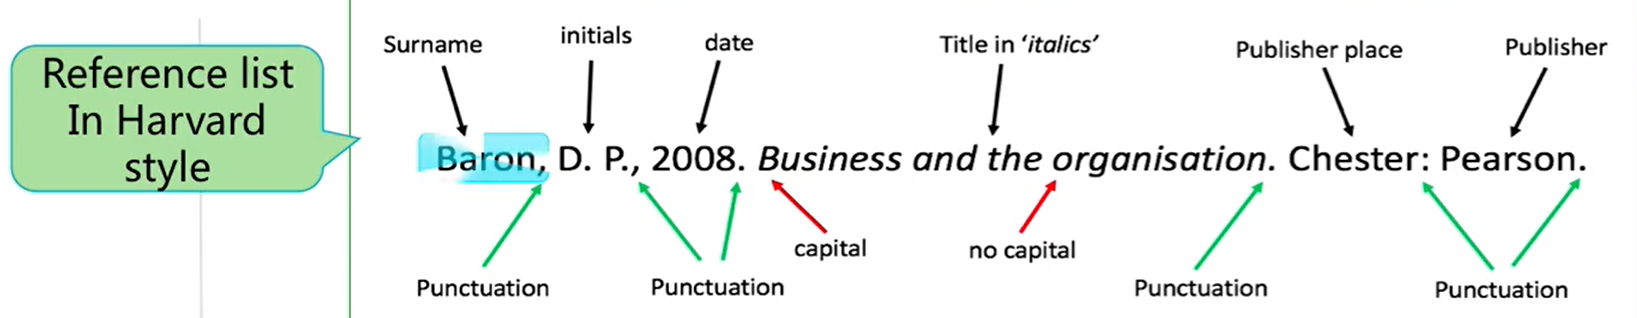 Reference list
In Harvard
style
Surname
initials
date
Title in ‘italics’
Publisher place
Publisher
Baron, D. P., 2008. Business and the organisation. Chester: Pearson.
capital
no capital
Punctuation
Punctuation
Punctuation
Punctuation